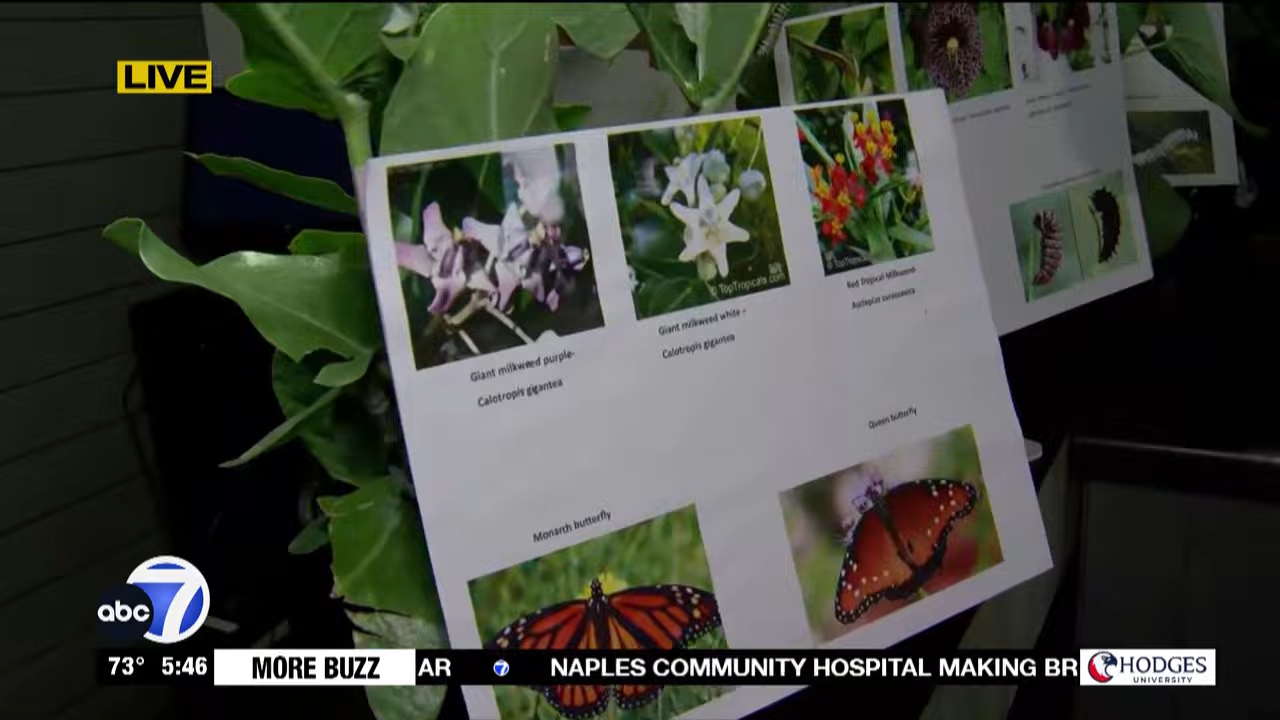 LIVE
© TopTropicals.com
Giant milkweed purple-
Calotropis gigantea
Giant milkweed white –
Calotropis gigantea
Red Tropical Milkweed-
Asclepias curassavica
Monarch butterfly
Queen butterfly
abc 7
73° 5:46 MORE BUZZ AR 7 NAPLES COMMUNITY HOSPITAL MAKING BR
HODGES
UNIVERSITY